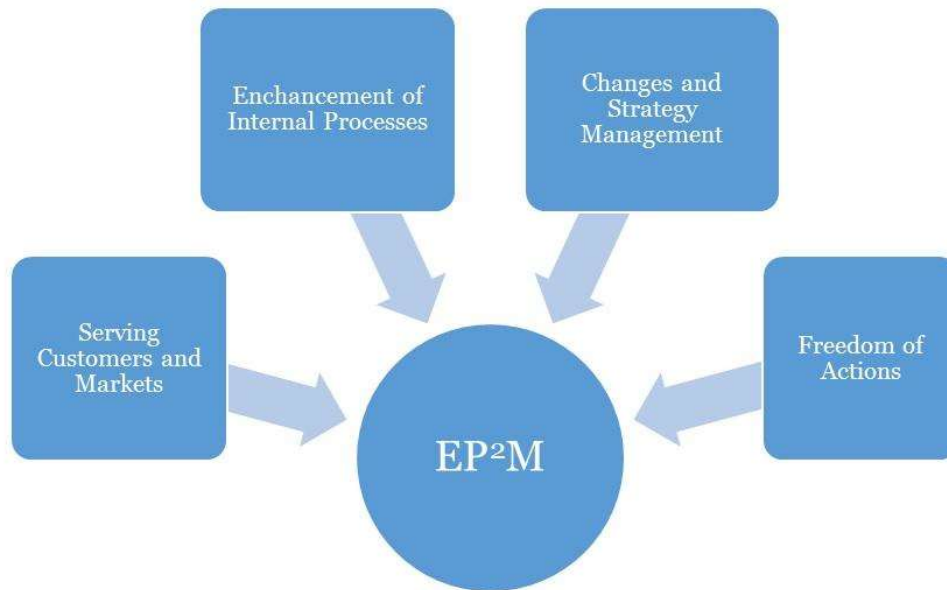 Enchancement of
Internal Processes
Changes and
Strategy
Management
Serving
Customers and
Markets
Freedom of
Actions
EP²M